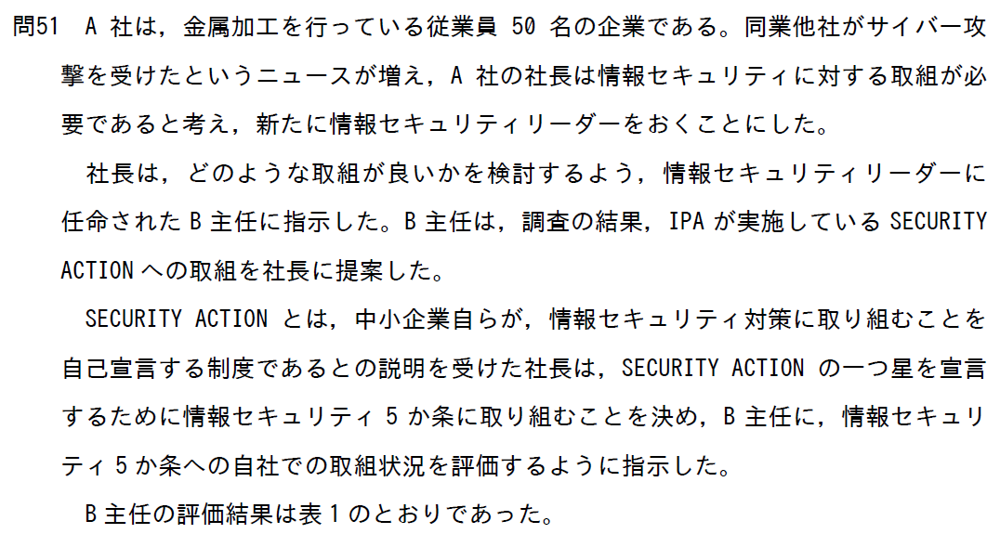 問51 A 社は，金属加工を行っている従業員 50 名の企業である。同業他社がサイバー攻
撃を受けたというニュースが増え，A 社の社長は情報セキュリティに対する取組が必
要であると考え，新たに情報セキュリティリーダーをおくことにした。
社長は，どのような取組が良いかを検討するよう，情報セキュリティリーダーに
任命された B 主任に指示した。B 主任は，調査の結果，IPA が実施している SECURITY
ACTION への取組を社長に提案した。
SECURITY ACTION とは，中小企業自らが，情報セキュリティ対策に取り組むことを
自己宣言する制度であるとの説明を受けた社長は，SECURITY ACTION の一つ星を宣言
するために情報セキュリティ 5 か条に取り組むことを決め，B 主任に，情報セキュリ
ティ 5 か条への自社での取組状況を評価するように指示した。
B 主任の評価結果は表 1 のとおりであった。